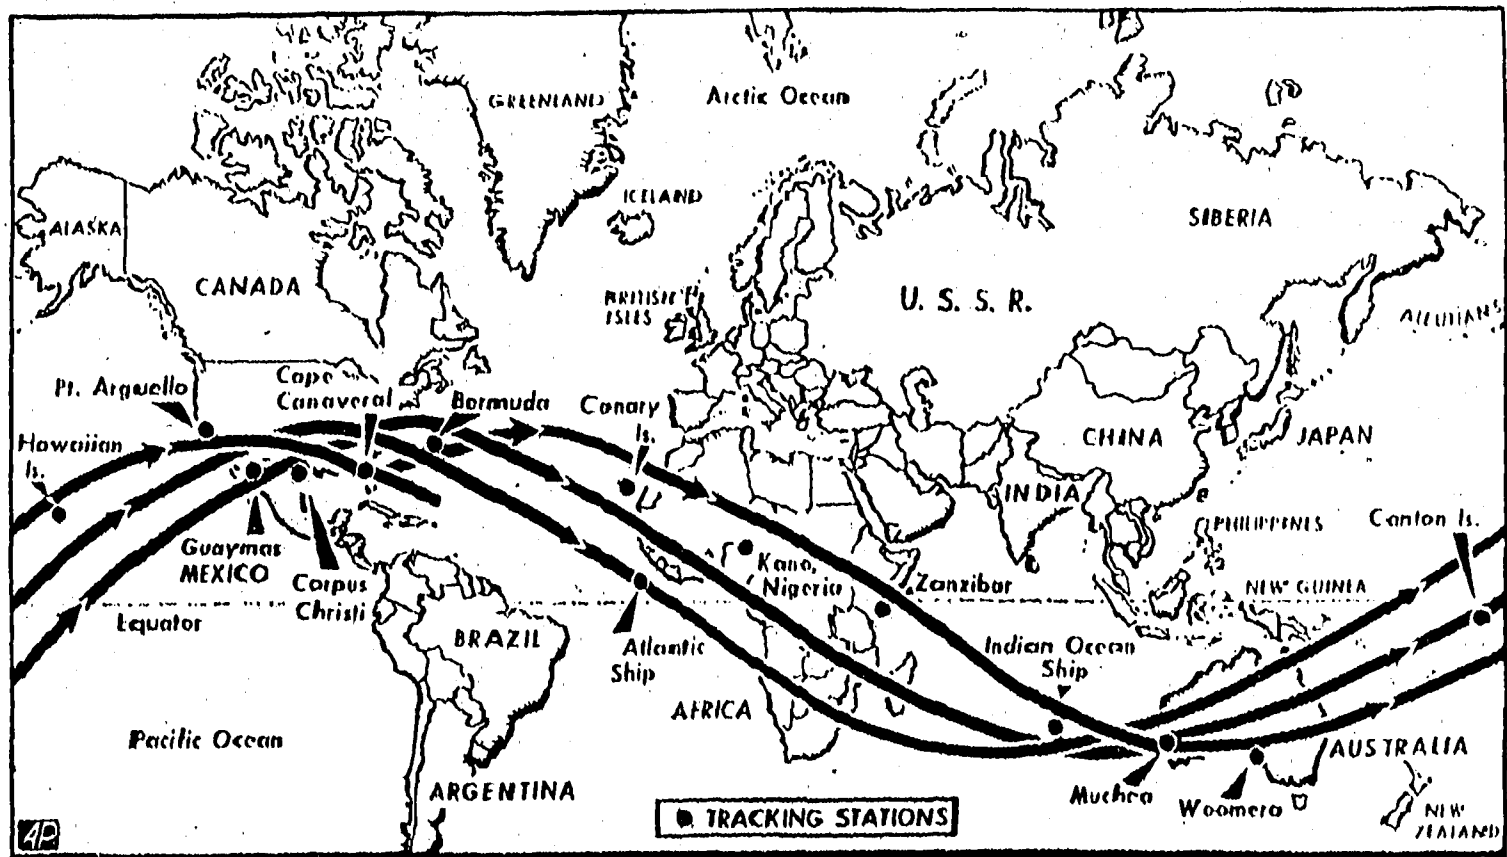 GREENLAND
Arctic Ocean
ICELAND
ALASKA
SIBERIA
CANADA
BRITISH
ISLES
U. S. S. R.
ALEUTIANS
Pt. Arguello
Cape
Canaveral
Bermuda
Canary
Is.
Hawaiian
Is.
CHINA
JAPAN
INDIA
PHILIPPINES
Canton Is.
Guaymas
MEXICO
Corpus
Christi
Kano,
Nigeria
Zanzibar
NEW GUINEA
Equator
BRAZIL
Atlantic
Ship
Indian Ocean
Ship
AFRICA
Pacific Ocean
AUSTRALIA
ARGENTINA
Muchea
Woomera
NEW
ZEALAND
TRACKING STATIONS
AP